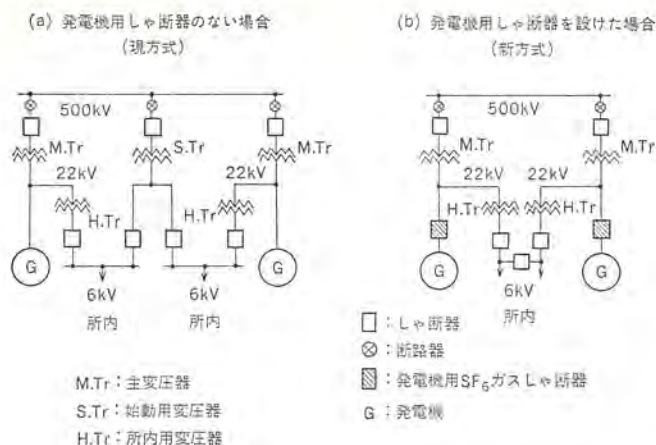 (a) 発電機用しゃ断器のない場合
(現方式)
(b) 発電機用しゃ断器を設けた場合
(新方式)
500kV
M.Tr
S.Tr
M.Tr
22kV
22kV
H.Tr
H.Tr
G
G
6kV
6kV
所内
所内
500kV
M.Tr
M.Tr
22kV
22kV
H.Tr
H.Tr
G
G
6kV
所内
M.Tr：主変圧器
S.Tr：始動用変圧器
H.Tr：所内用変圧器
：しゃ断器
：断路器
：発電機用SF6ガスしゃ断器
G：発電機